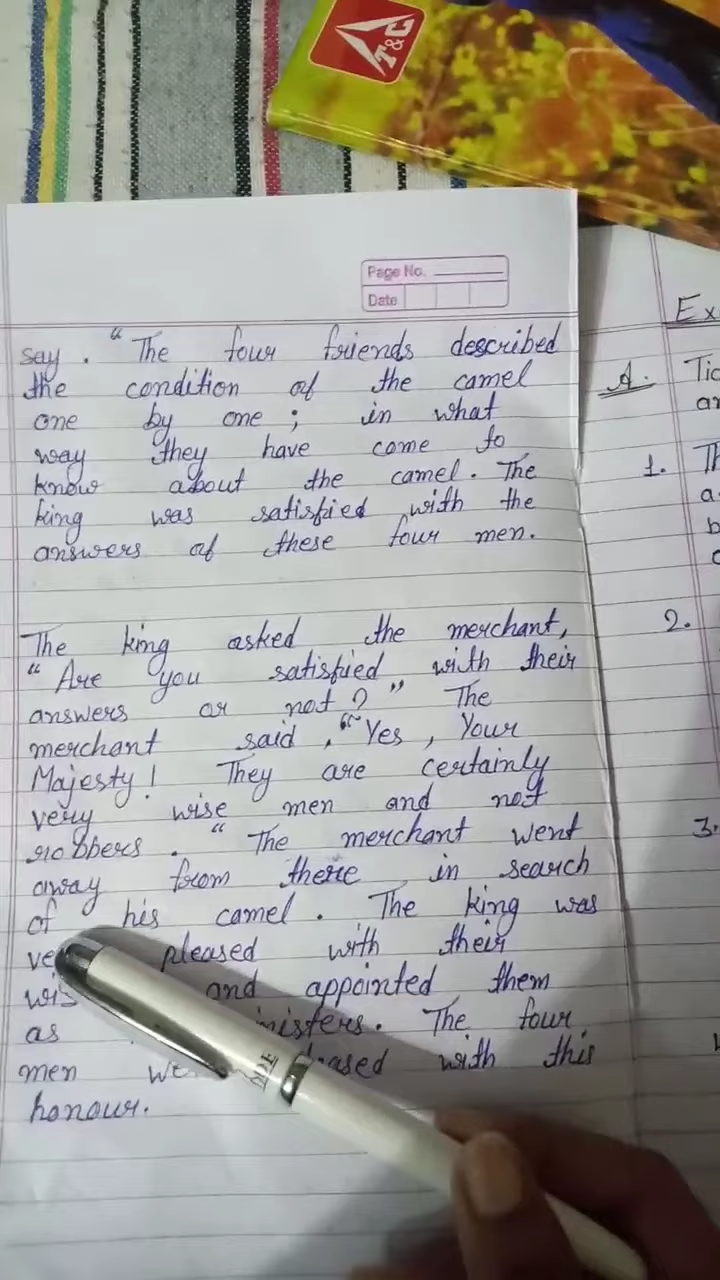 T&C
Page No.
Date
say . " The four friends described
the condition of the camel
one by one ; in what
way they have come to
know about the camel. The
king was satisfied with the
answers of these four men.
The king asked the merchant,
" Are you satisfied with their
answers or not ? " The
merchant said , " Yes , Your
Majesty ! They are certainly
very wise men and not
robbers . " The merchant went
away from there in search
of his camel . The king was
pleased with their
and appointed them
as
The four
men with this
honour.
A.
1.
2.
3.